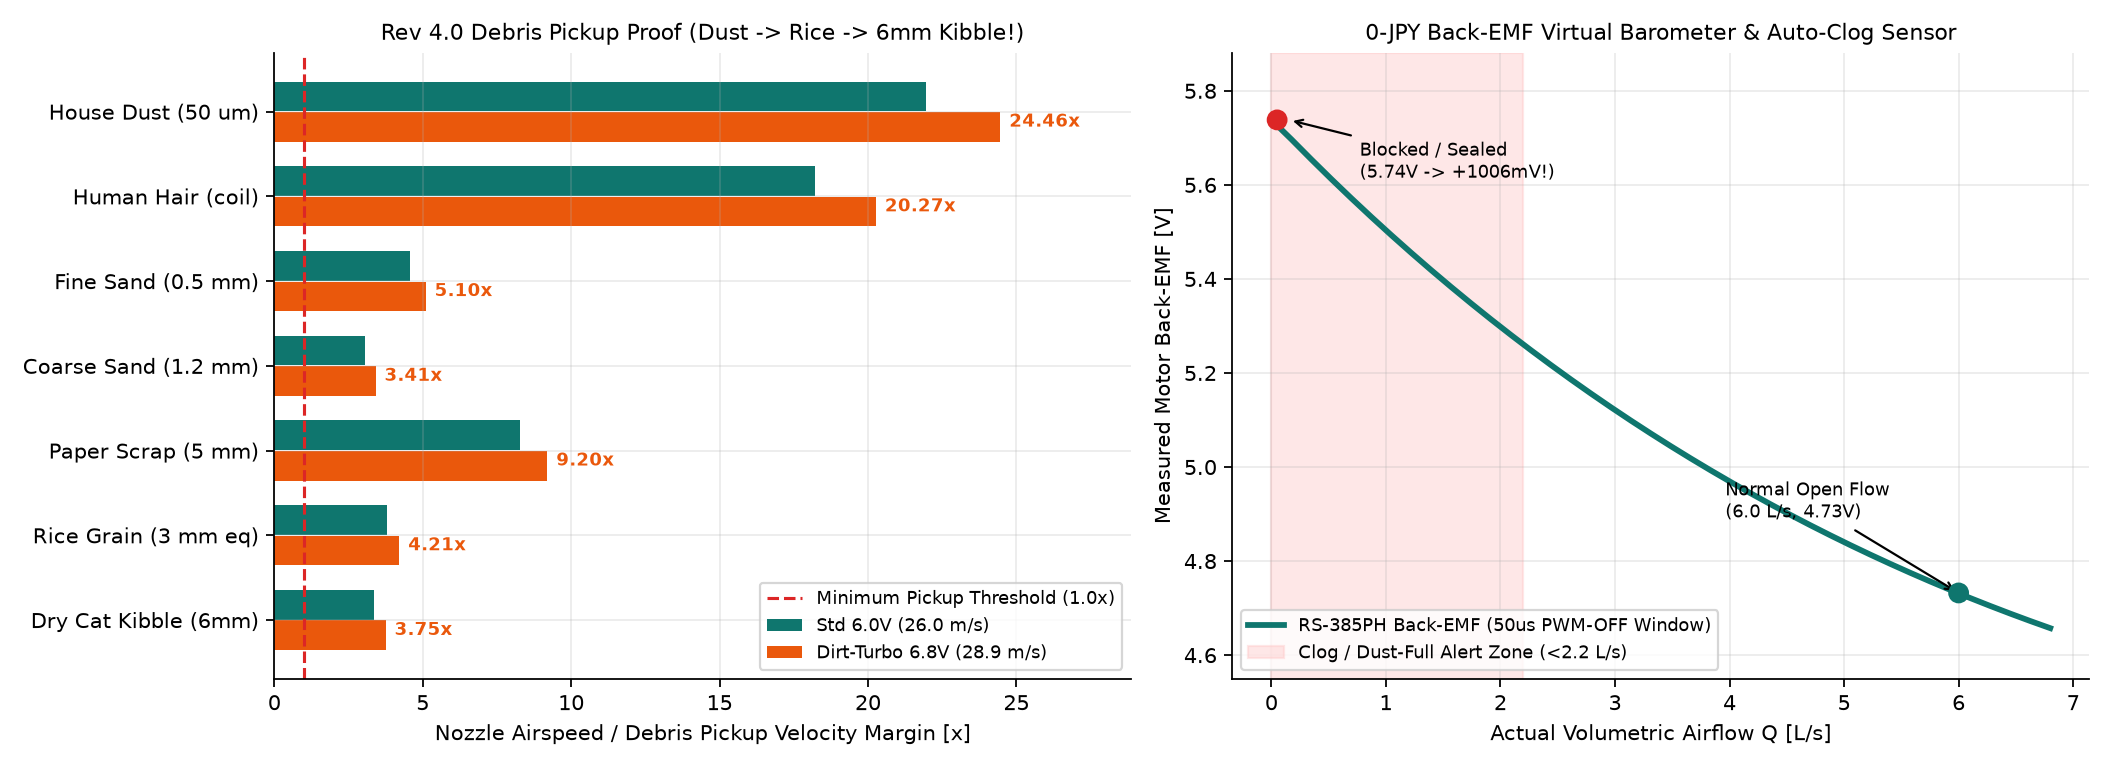 Rev 4.0 Debris Pickup Proof (Dust -> Rice -> 6mm Kibble!)
House Dust (50 um)
24.46x
Human Hair (coil)
20.27x
Fine Sand (0.5 mm)
5.10x
Coarse Sand (1.2 mm)
3.41x
Paper Scrap (5 mm)
9.20x
Rice Grain (3 mm eq)
4.21x
Dry Cat Kibble (6mm)
3.75x
Minimum Pickup Threshold (1.0x)
Std 6.0V (26.0 m/s)
Dirt-Turbo 6.8V (28.9 m/s)
0 5 10 15 20 25
Nozzle Airspeed / Debris Pickup Velocity Margin [x]
0-JPY Back-EMF Virtual Barometer & Auto-Clog Sensor
Measured Motor Back-EMF [V]
5.8
5.6
5.4
5.2
5.0
4.8
4.6
Blocked / Sealed
(5.74V -> +1006mV!)
Normal Open Flow
(6.0 L/s, 4.73V)
RS-385PH Back-EMF (50us PWM-OFF Window)
Clog / Dust-Full Alert Zone (<2.2 L/s)
0 1 2 3 4 5 6 7
Actual Volumetric Airflow Q [L/s]